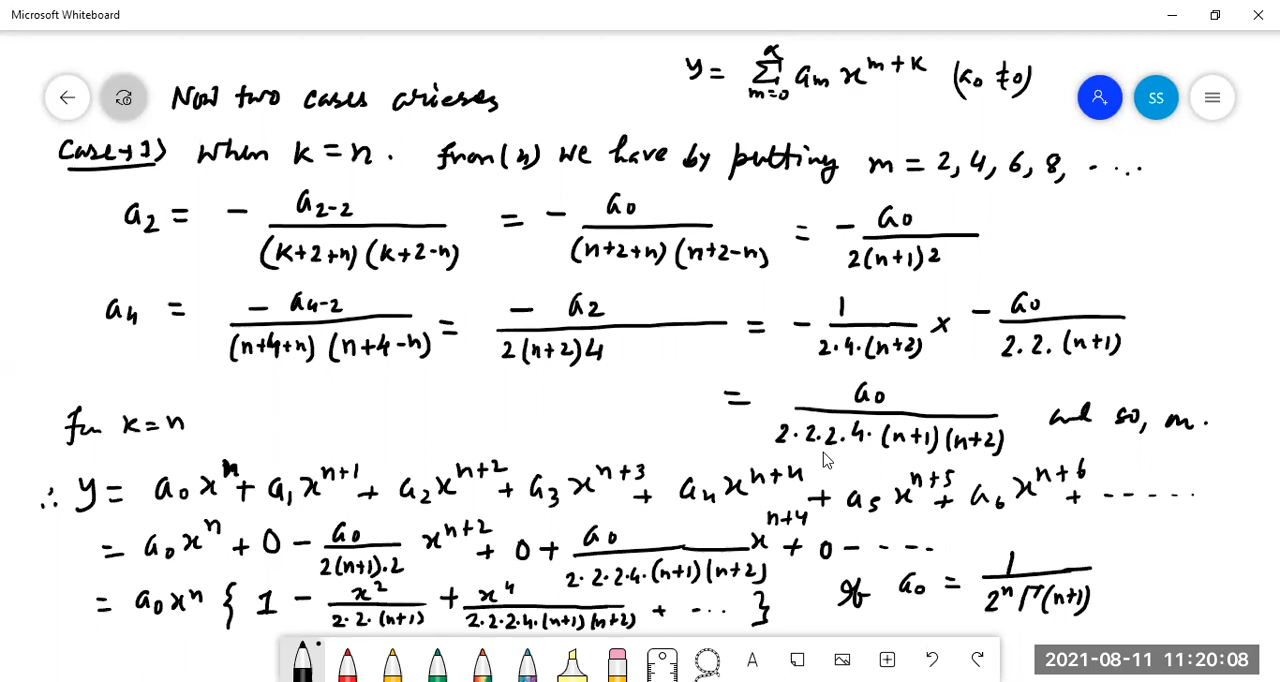 Microsoft Whiteboard
y = ∑_{m=0}^{∝} a_m x^{m+k} (a_0 ≠ 0)
SS
Now two cases arieses
Case→1) When k = n. from (4) we have by putting m = 2, 4, 6, 8, ....
a_2 = - a_{2-2} / (k+2+n)(k+2-n) = - a_0 / (n+2+n)(n+2-n) = - a_0 / 2(n+1)2
a_4 = - a_{4-2} / (n+4+n)(n+4-n) = - a_2 / 2(n+2)4 = - 1 / 2.4.(n+2) × - a_0 / 2.2.(n+1)
= a_0 / 2.2.2.4.(n+1)(n+2) and so, on.
for k = n
∴ y = a_0 x^n + a_1 x^{n+1} + a_2 x^{n+2} + a_3 x^{n+3} + a_4 x^{n+4} + a_5 x^{n+5} + a_6 x^{n+6} + ------
= a_0 x^n + 0 - a_0 / 2(n+1).2 x^{n+2} + 0 + a_0 / 2.2.2.4.(n+1)(n+2) x^{n+4} + 0 - - - -
= a_0 x^n { 1 - x^2 / 2.2.(n+1) + x^4 / 2.2.2.4.(n+1)(n+2) + ... } If a_0 = 1 / 2^n Γ(n+1)
A
2021-08-11 11:20:08